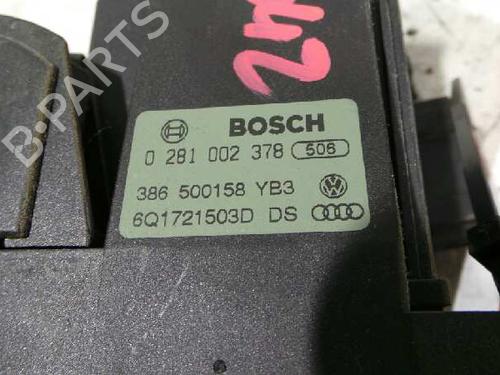 B-PARTS
BOSCH
0 281 002 378 506
386 500158 YB3
6Q1721503D DS